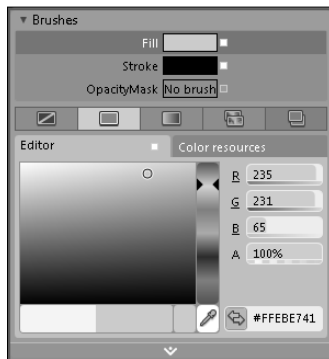 Brushes
Fill
Stroke
OpacityMask No brush
Editor
Color resources
R 235
G 231
B 65
A 100%
#FFEBE741